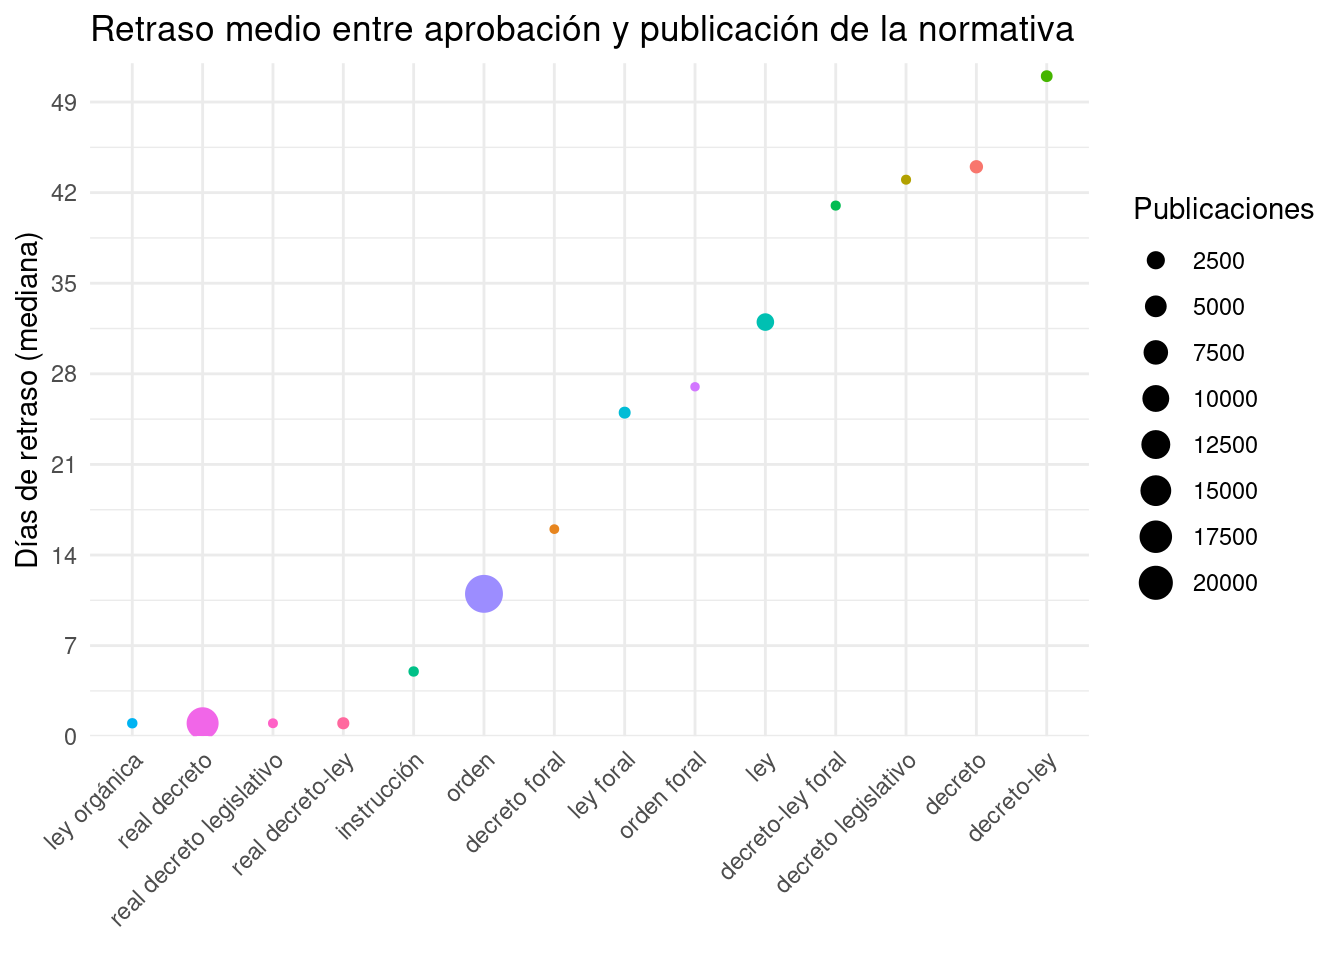 Retraso medio entre aprobación y publicación de la normativa
Días de retraso (mediana)
49
42
35
28
21
14
7
0
ley orgánica
real decreto
real decreto legislativo
real decreto-ley
instrucción
orden
decreto foral
ley foral
orden foral
ley
decreto-ley foral
decreto legislativo
decreto
decreto-ley
Publicaciones
2500
5000
7500
10000
12500
15000
17500
20000